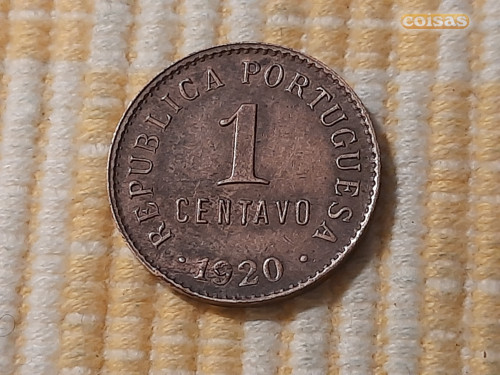 coisas
REPUBLICA PORTUGUESA
1
CENTAVO
• 1920 •